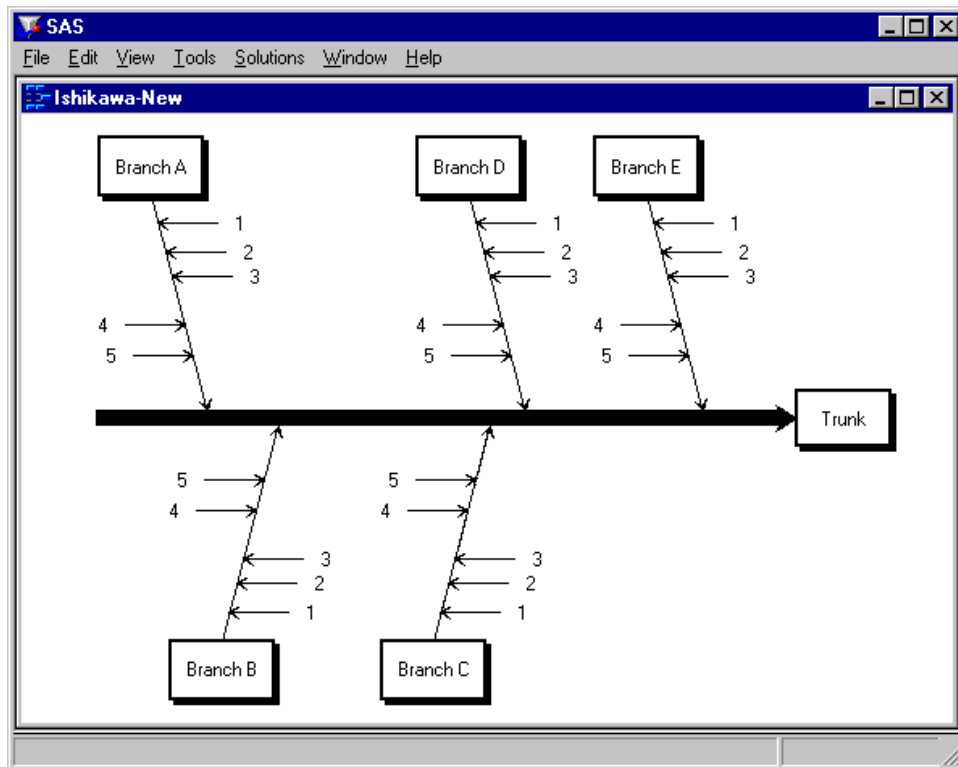 SAS
File Edit View Tools Solutions Window Help
Ishikawa-New
Branch A Branch D Branch E
1 1 1
2 2 2
3 3 3
4 4 4
5 5 5
Trunk
5 5
4 4
3 3
2 2
1 1
Branch B Branch C